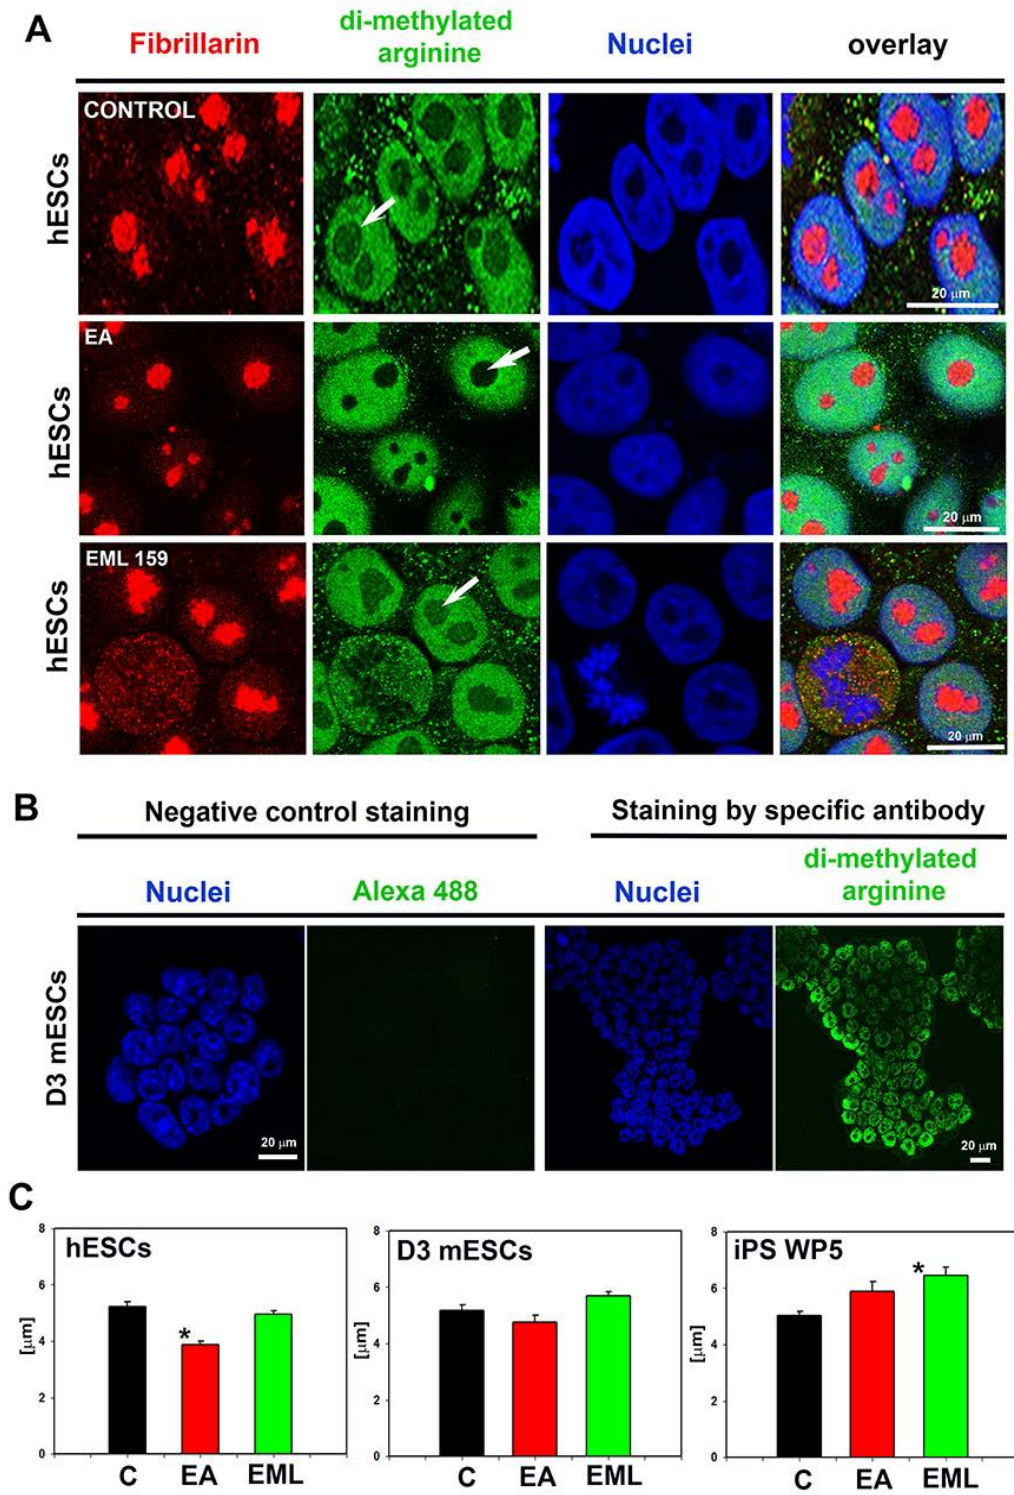 A
Fibrillarin
di-methylated
arginine
Nuclei
overlay
hESCs
CONTROL
20 μm
hESCs
EA
20 μm
hESCs
EML 159
20 μm
B
Negative control staining
Staining by specific antibody
Nuclei
Alexa 488
Nuclei
di-methylated
arginine
D3 mESCs
20 μm
20 μm
C
hESCs
[μm]
8
6
4
2
0
*
C EA EML
D3 mESCs
[μm]
8
6
4
2
0
C EA EML
iPS WP5
[μm]
8
6
4
2
0
*
C EA EML